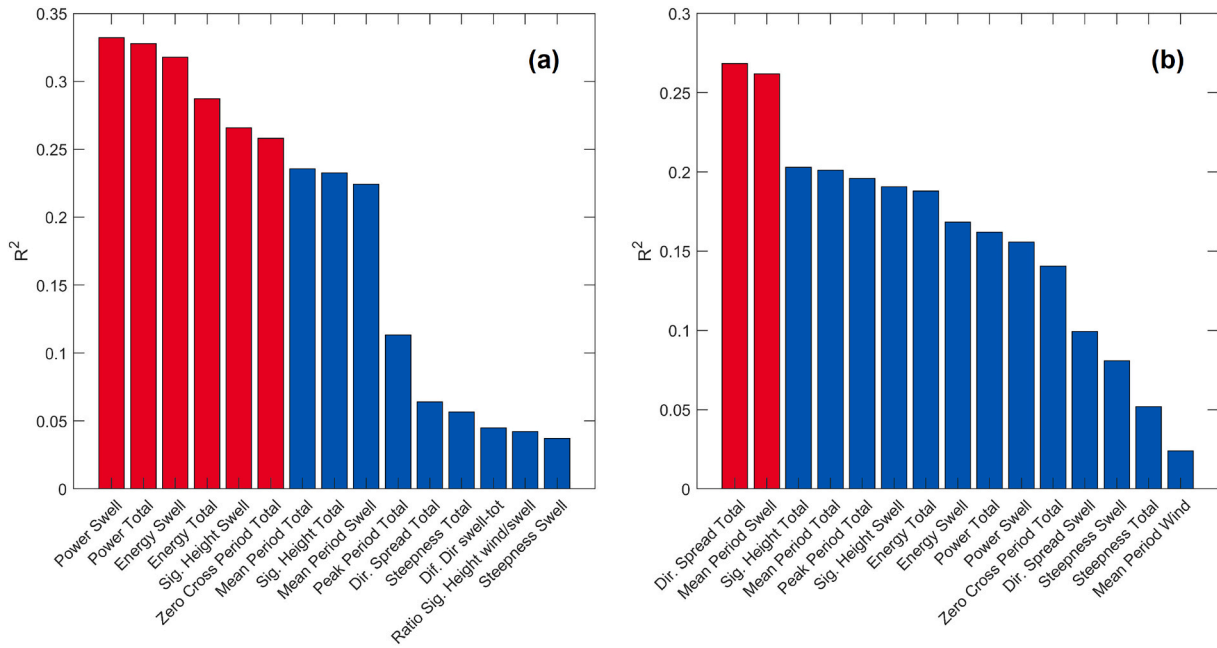 (a)
R²
0.35
0.3
0.25
0.2
0.15
0.1
0.05
0
Power Swell
Power Total
Energy Swell
Energy Total
Sig. Height Swell
Zero Cross Period Total
Mean Period Total
Sig. Height Total
Mean Period Swell
Peak Period Total
Dir. Spread Total
Steepness Total
Dif. Dir swell-tot
Ratio Sig. Height wind/swell
Steepness Swell
(b)
R²
0.3
0.25
0.2
0.15
0.1
0.05
0
Dir. Spread Total
Mean Period Swell
Sig. Height Total
Mean Period Total
Peak Period Total
Sig. Height Swell
Energy Total
Energy Swell
Power Total
Power Swell
Zero Cross Period Total
Dir. Spread Swell
Steepness Swell
Steepness Total
Mean Period Wind